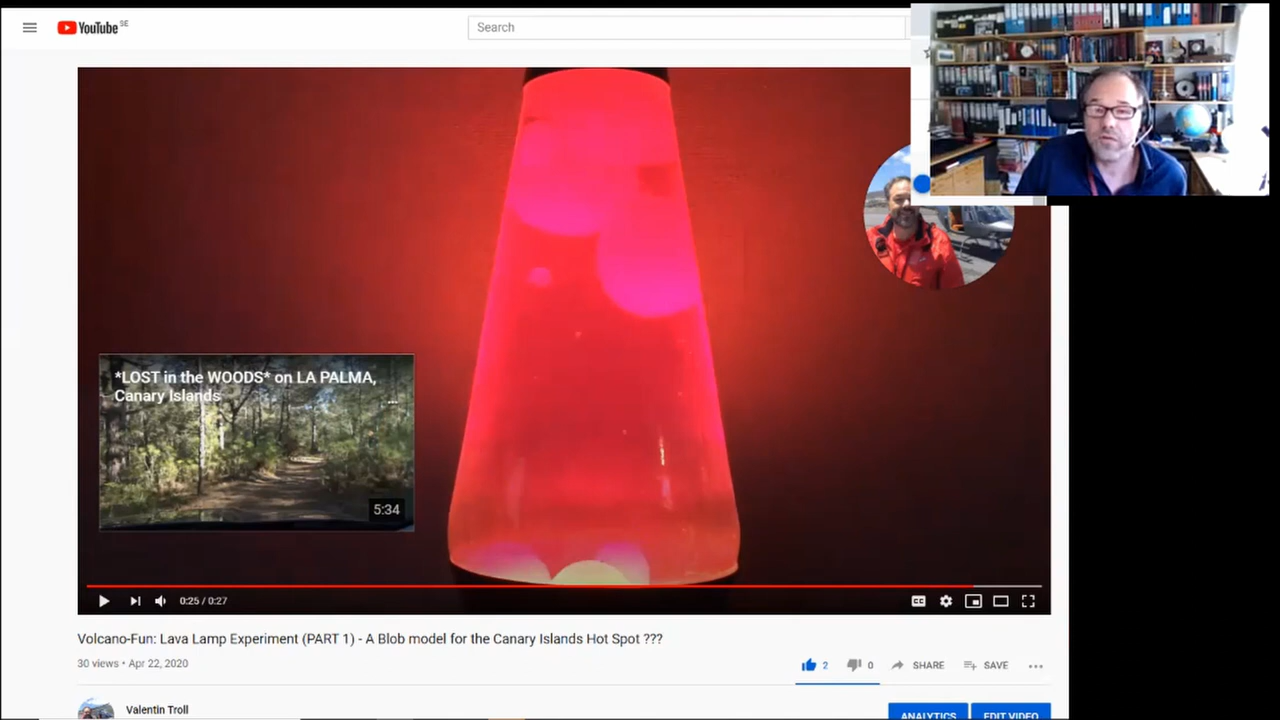 YouTube SE
Search
*LOST in the WOODS* on LA PALMA,
Canary Islands
5:34
0:25 / 0:27
CC
Volcano-Fun: Lava Lamp Experiment (PART 1) - A Blob model for the Canary Islands Hot Spot ???
30 views • Apr 22, 2020
2
0
SHARE
SAVE
Valentin Troll
ANALYTICS
EDIT VIDEO